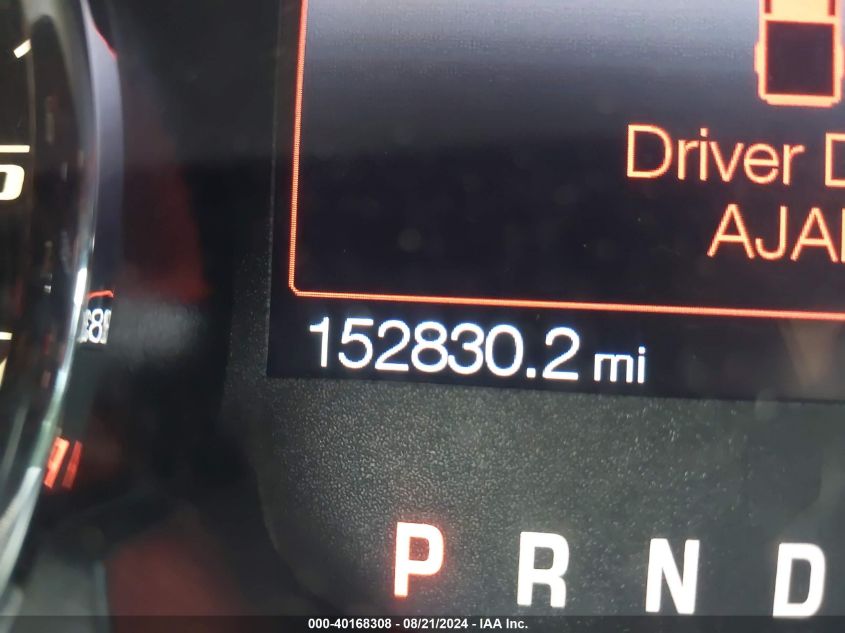 Driver D
AJA
152830.2 mi
P R N D
000-40168308 - 08/21/2024 - IAA Inc.